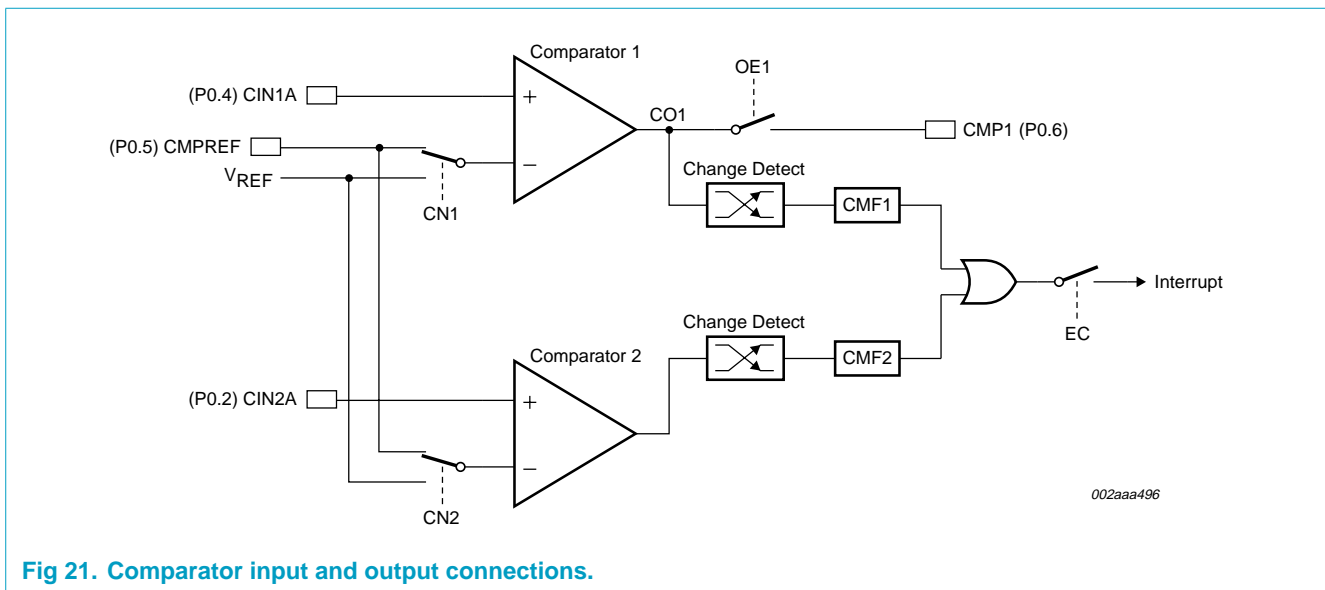 Comparator 1
OE1
(P0.4) CIN1A
+
CO1
CMP1 (P0.6)
(P0.5) CMPREF
−
Change Detect
VREF
CN1
CMF1
Interrupt
EC
Change Detect
Comparator 2
CMF2
(P0.2) CIN2A
+
−
CN2
002aaa496
Fig 21. Comparator input and output connections.